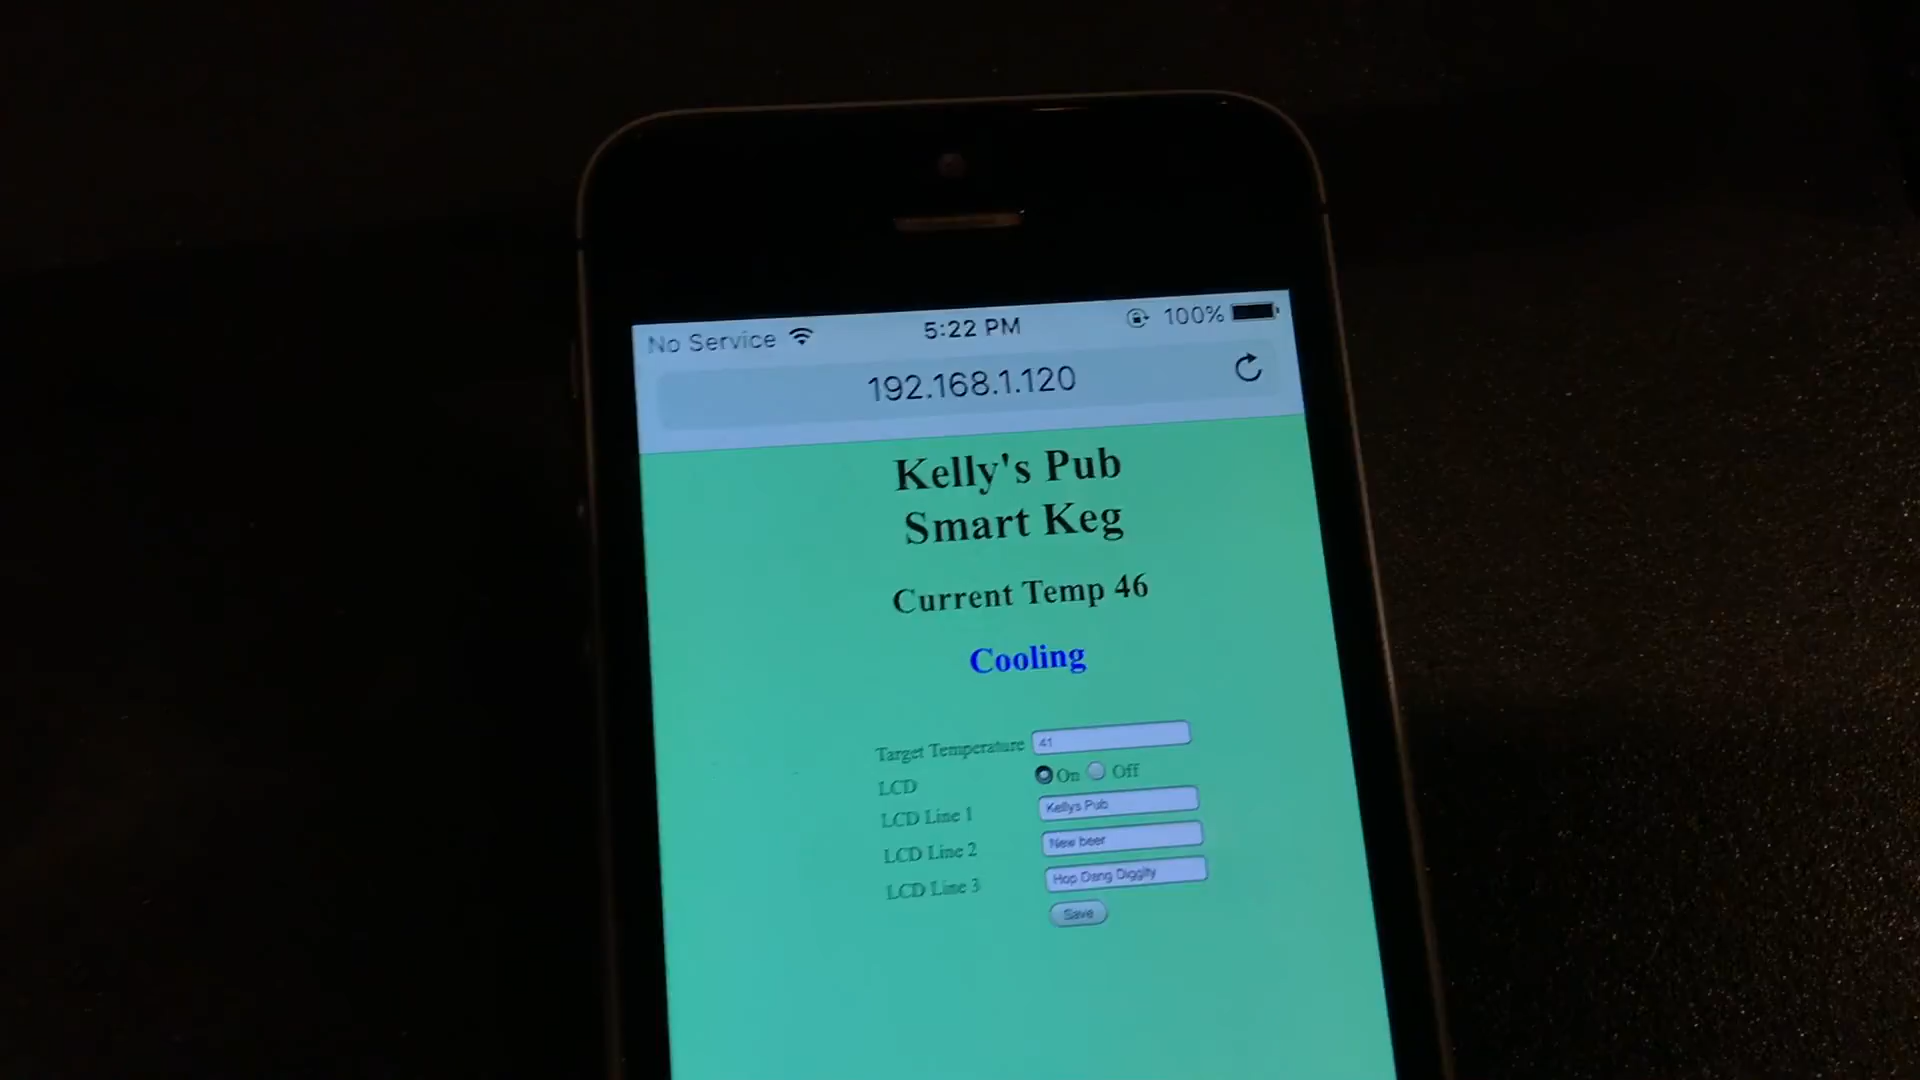 No Service 5:22 PM 100%
192.168.1.120
Kelly's Pub
Smart Keg
Current Temp 46
Cooling
Target Temperature 41
LCD On Off
LCD Line 1 Kellys Pub
LCD Line 2 New beer
LCD Line 3 Hop Dang Diggity
Save